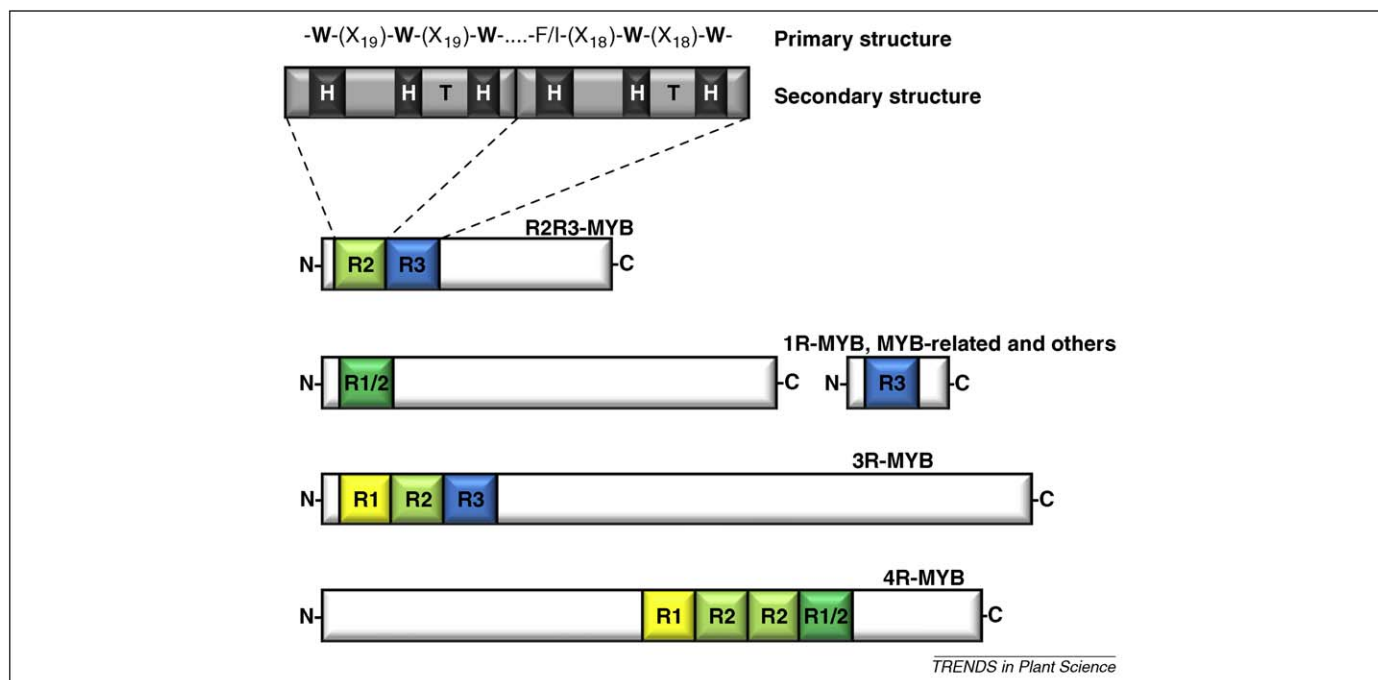 -W-(X19)-W-(X19)-W-....-F/I-(X18)-W-(X18)-W- Primary structure
H H T H H H T H Secondary structure
R2R3-MYB
N- R2 R3 -C
1R-MYB, MYB-related and others
N- R1/2 -C N- R3 -C
3R-MYB
N- R1 R2 R3 -C
4R-MYB
N- R1 R2 R2 R1/2 -C
TRENDS in Plant Science